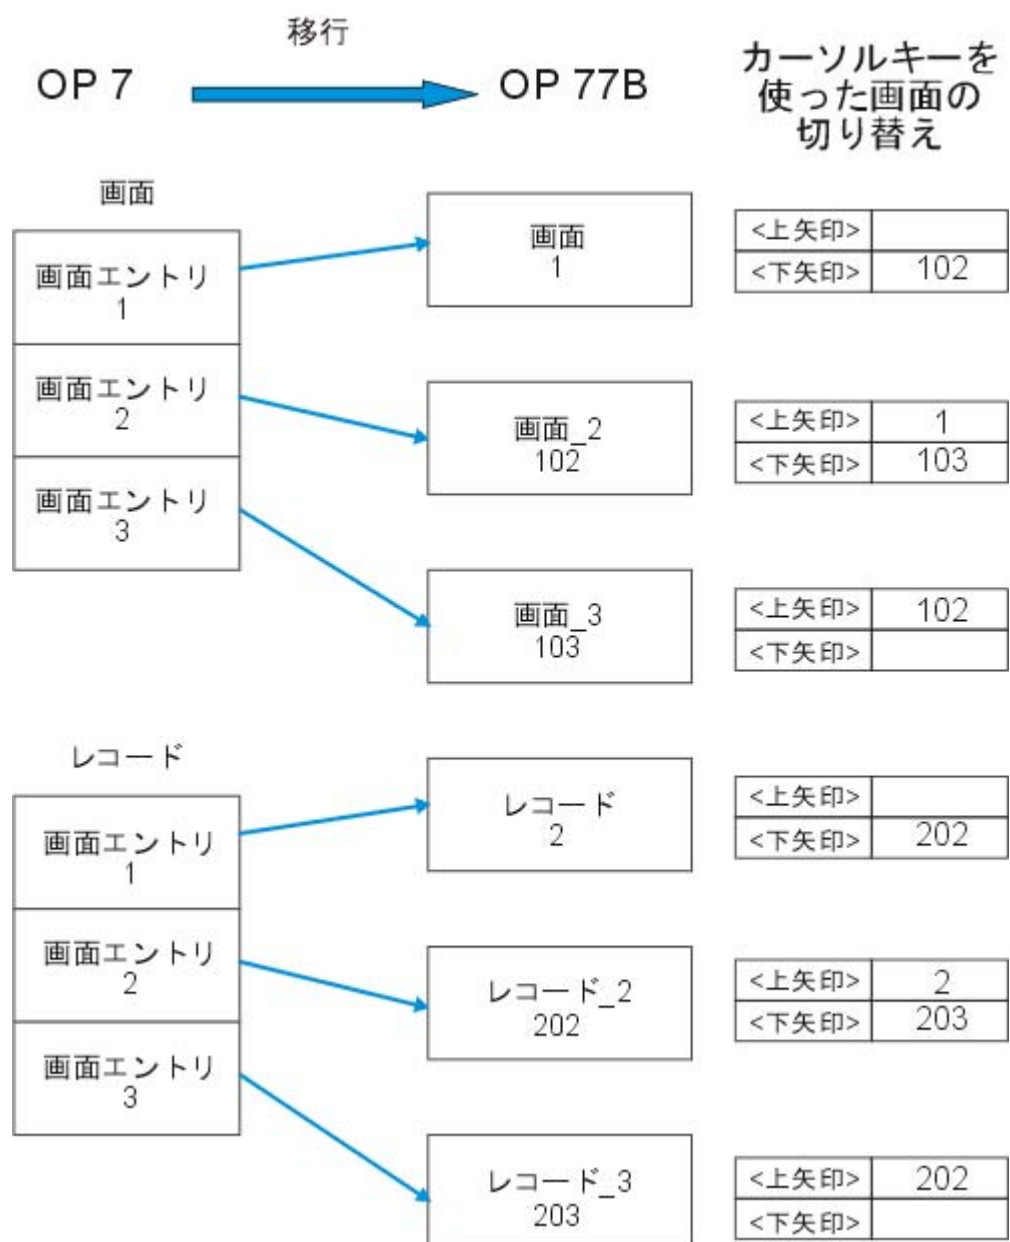 移行
OP 7
OP 77B
カーソルキーを
使った画面の
切り替え
画面
画面エントリ
1
画面
1
<上矢印>
<下矢印> 102
画面エントリ
2
画面_2
102
<上矢印> 1
<下矢印> 103
画面エントリ
3
画面_3
103
<上矢印> 102
<下矢印>
レコード
画面エントリ
1
レコード
2
<上矢印>
<下矢印> 202
画面エントリ
2
レコード_2
202
<上矢印> 2
<下矢印> 203
画面エントリ
3
レコード_3
203
<上矢印> 202
<下矢印>